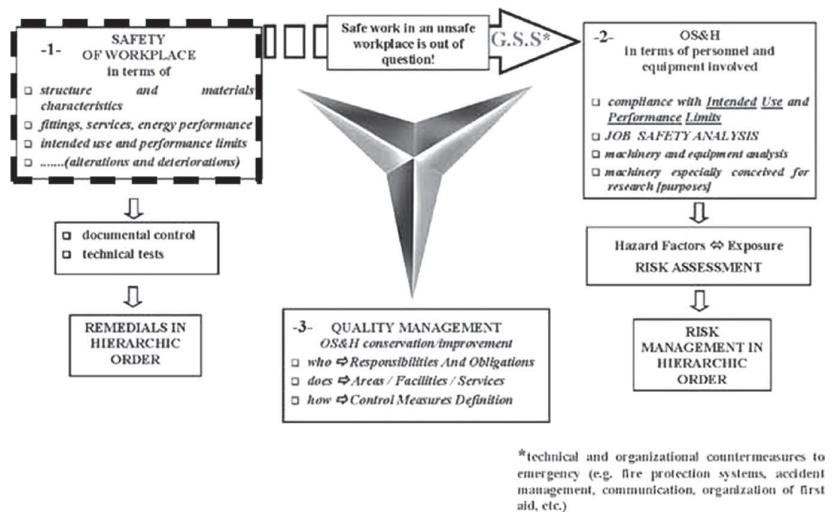 -1- SAFETY
OF WORKPLACE
in terms of
structure and materials
characteristics
fittings, services, energy performance
intended use and performance limits
.......(alterations and deteriorations)
documental control
technical tests
REMEDIALS IN
HIERARCHIC
ORDER
Safe work in an unsafe
workplace is out of
question!
G.S.S*
-2- OS&H
in terms of personnel and
equipment involved
compliance with Intended Use and
Performance Limits
JOB SAFETY ANALYSIS
machinery and equipment analysis
machinery especially conceived for
research [purposes]
Hazard Factors ⇔ Exposure
RISK ASSESSMENT
RISK
MANAGEMENT IN
HIERARCHIC
ORDER
-3- QUALITY MANAGEMENT
OS&H conservation/improvement
who ⇨ Responsibilities And Obligations
does ⇨ Areas / Facilities / Services
how ⇨ Control Measures Definition
*technical and organizational countermeasures to
emergency (e.g. fire protection systems, accident
management, communication, organization of first
aid, etc.)